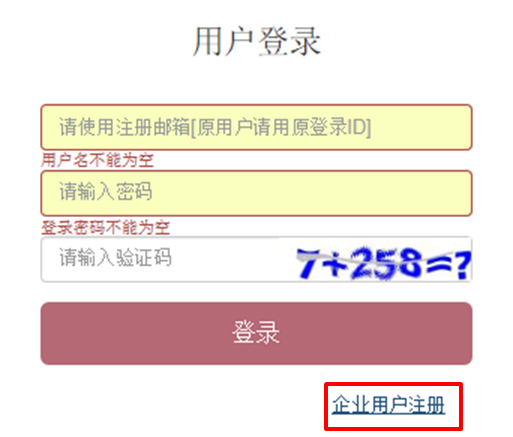 用户登录
请使用注册邮箱[原用户请用原登录ID]
用户名不能为空
请输入密码
登录密码不能为空
请输入验证码 7+258=?
登录
企业用户注册